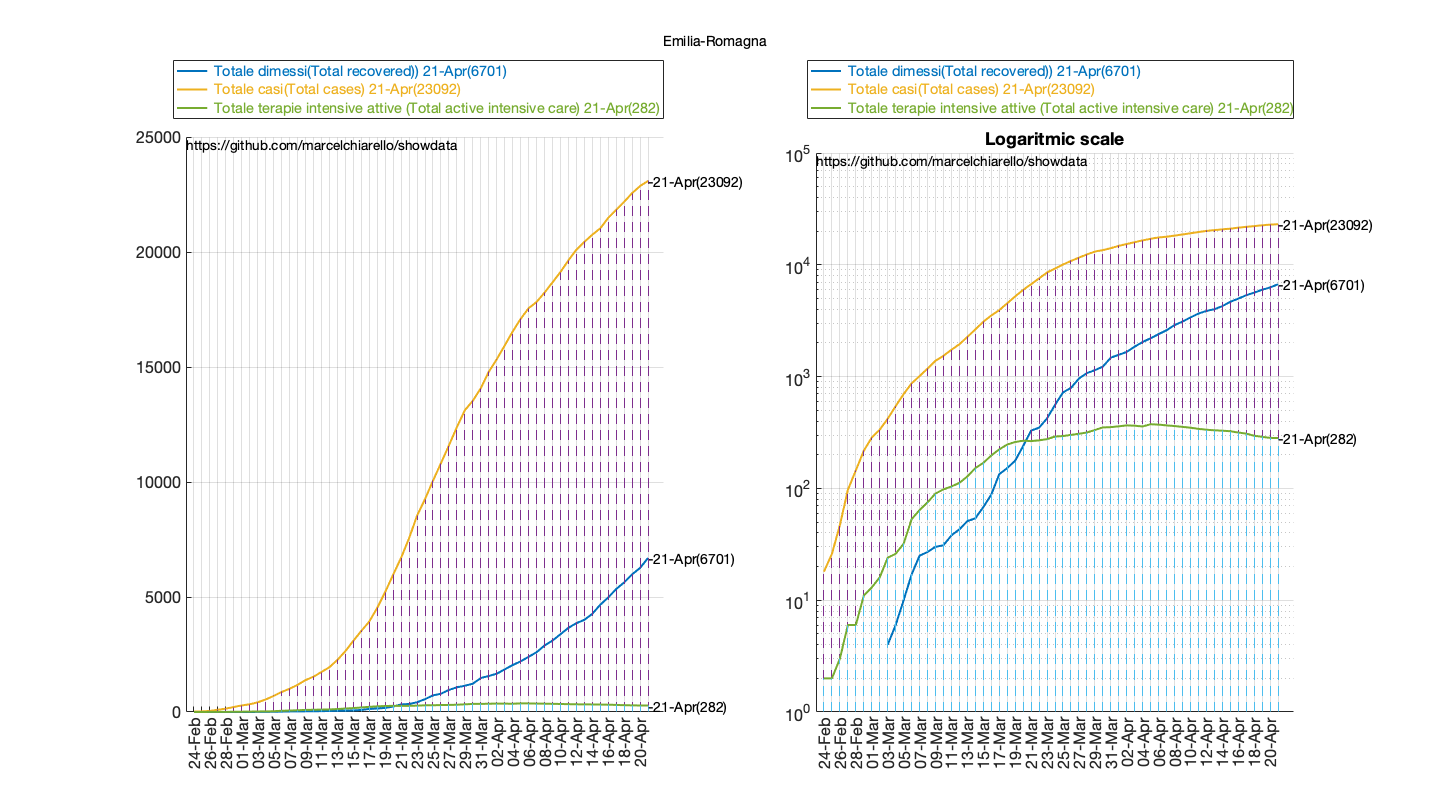 Emilia-Romagna
Totale dimessi(Total recovered)) 21-Apr(6701)
Totale casi(Total cases) 21-Apr(23092)
Totale terapie intensive attive (Total active intensive care) 21-Apr(282)
https://github.com/marcelchiarello/showdata
25000
20000
15000
10000
5000
0
21-Apr(23092)
21-Apr(6701)
21-Apr(282)
24-Feb
26-Feb
28-Feb
01-Mar
03-Mar
05-Mar
07-Mar
09-Mar
11-Mar
13-Mar
15-Mar
17-Mar
19-Mar
21-Mar
23-Mar
25-Mar
27-Mar
29-Mar
31-Mar
02-Apr
04-Apr
06-Apr
08-Apr
10-Apr
12-Apr
14-Apr
16-Apr
18-Apr
20-Apr
Totale dimessi(Total recovered)) 21-Apr(6701)
Totale casi(Total cases) 21-Apr(23092)
Totale terapie intensive attive (Total active intensive care) 21-Apr(282)
Logaritmic scale
https://github.com/marcelchiarello/showdata
10^5
10^4
10^3
10^2
10^1
10^0
21-Apr(23092)
21-Apr(6701)
21-Apr(282)
24-Feb
26-Feb
28-Feb
01-Mar
03-Mar
05-Mar
07-Mar
09-Mar
11-Mar
13-Mar
15-Mar
17-Mar
19-Mar
21-Mar
23-Mar
25-Mar
27-Mar
29-Mar
31-Mar
02-Apr
04-Apr
06-Apr
08-Apr
10-Apr
12-Apr
14-Apr
16-Apr
18-Apr
20-Apr